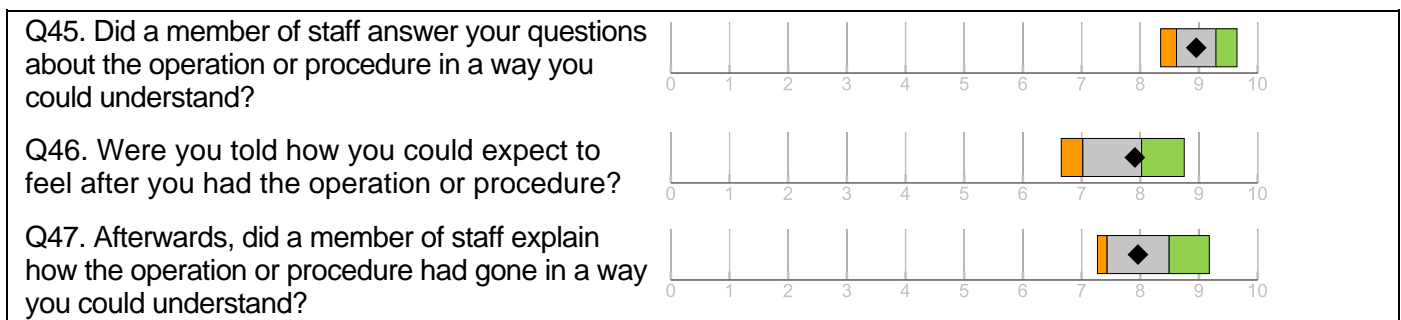 Q45. Did a member of staff answer your questions
about the operation or procedure in a way you
could understand?
0 1 2 3 4 5 6 7 8 9 10
Q46. Were you told how you could expect to
feel after you had the operation or procedure?
0 1 2 3 4 5 6 7 8 9 10
Q47. Afterwards, did a member of staff explain
how the operation or procedure had gone in a way
you could understand?
0 1 2 3 4 5 6 7 8 9 10